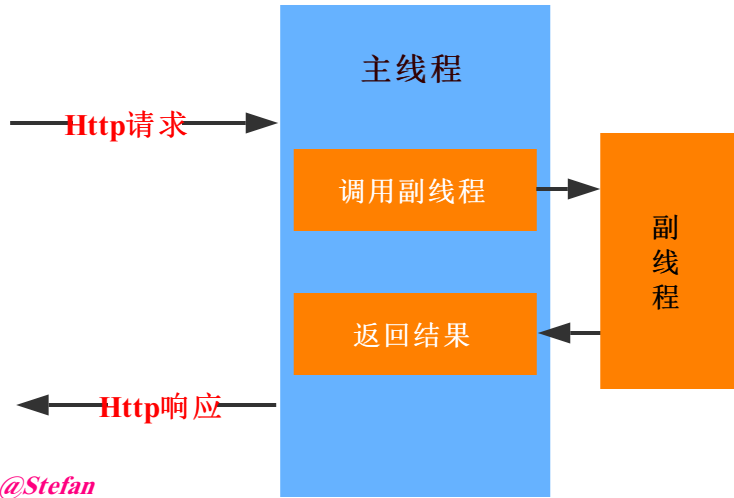 主线程
Http请求
调用副线程
副
线
程
返回结果
Http响应
@Stefan